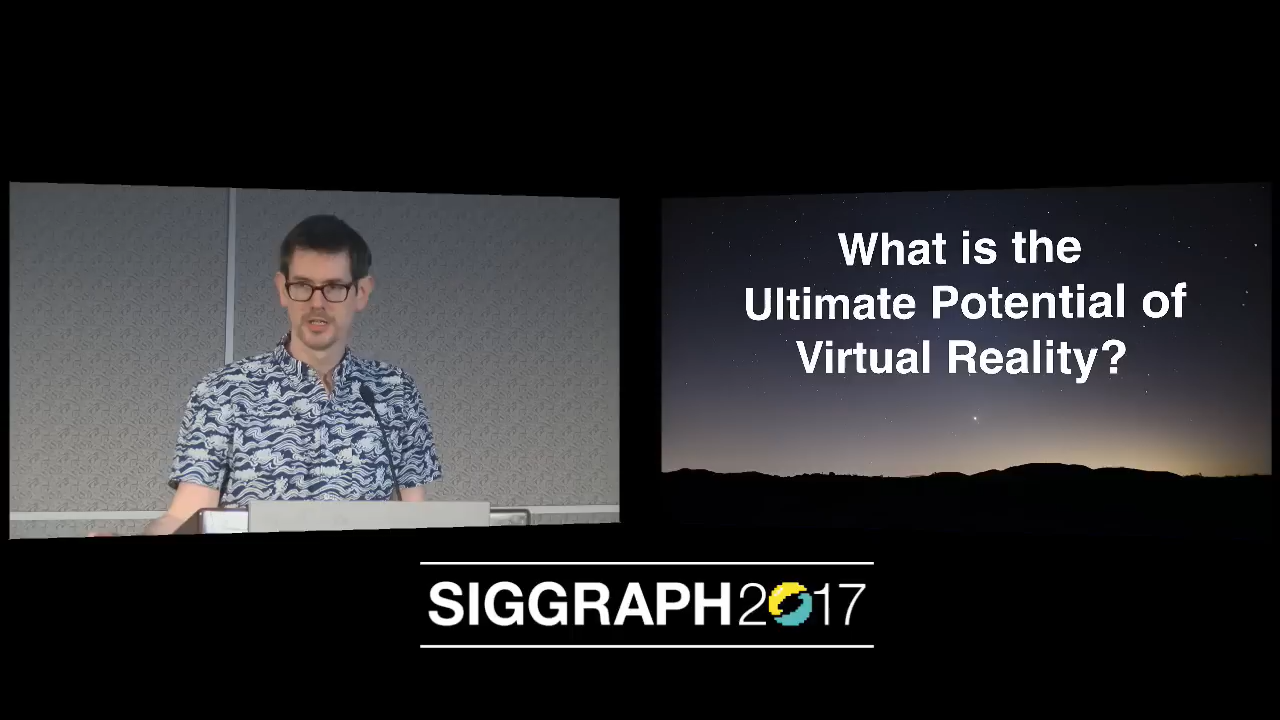 What is the
Ultimate Potential of
Virtual Reality?
SIGGRAPH2017